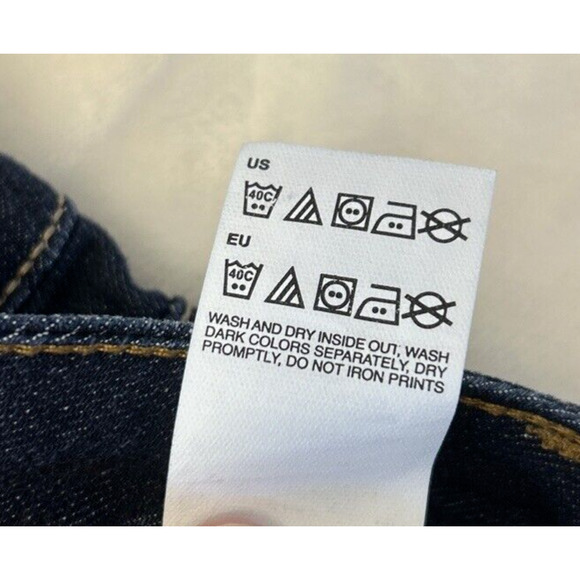 US
40C
EU
40C
WASH AND DRY INSIDE OUT, WASH
DARK COLORS SEPARATELY, DRY
PROMPTLY, DO NOT IRON PRINTS